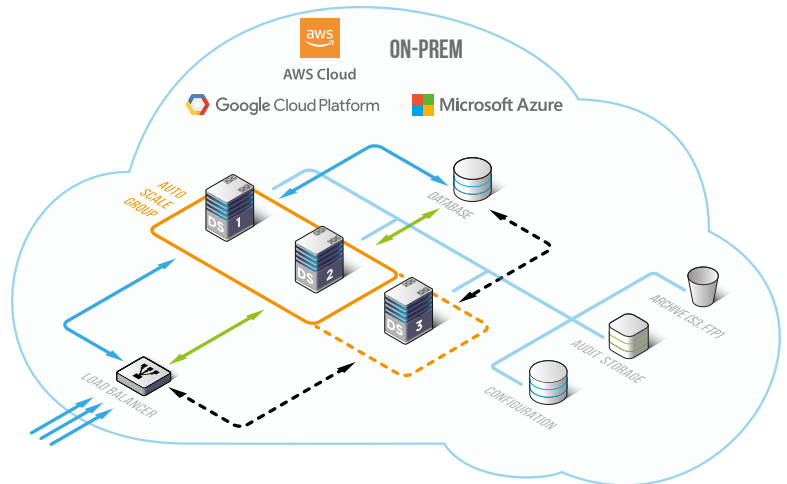 aws
AWS Cloud
ON-PREM
Google Cloud Platform
Microsoft Azure
AUTO
SCALE
GROUP
DS 1
DATABASE
DS 2
DS 3
ARCHIVE (S3, FTP)
AUDIT STORAGE
LOAD BALANCER
CONFIGURATION